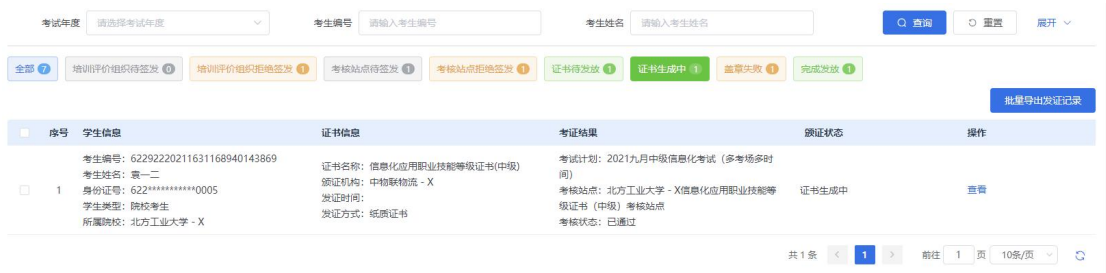 考试年度 请选择考试年度 考生编号 请输入考生编号 考生姓名 请输入考生姓名 查询 重置 展开
全部 7 培训评价组织待签发 0 培训评价组织拒绝签发 1 考核站点待签发 1 考核站点拒绝签发 1 证书待发放 1 证书生成中 1 盖章失败 1 完成发放 1
批量导出发证记录
序号 学生信息 证书信息 考证结果 颁证状态 操作
1
考生编号：62292220211631168940143869
考生姓名：袁一二
身份证号：622***********0005
学生类型：院校考生
所属院校：北方工业大学 - X
证书名称：信息化应用职业技能等级证书(中级)
颁证机构：中物联物流 - X
发证时间：
发证方式：纸质证书
考试计划：2021九月中级信息化考试（多考场多时
间）
考核站点：北方工业大学 - X信息化应用职业技能等
级证书（中级）考核站点
考核状态：已通过
证书生成中
查看
共1条 1 前往 1 页 10条/页